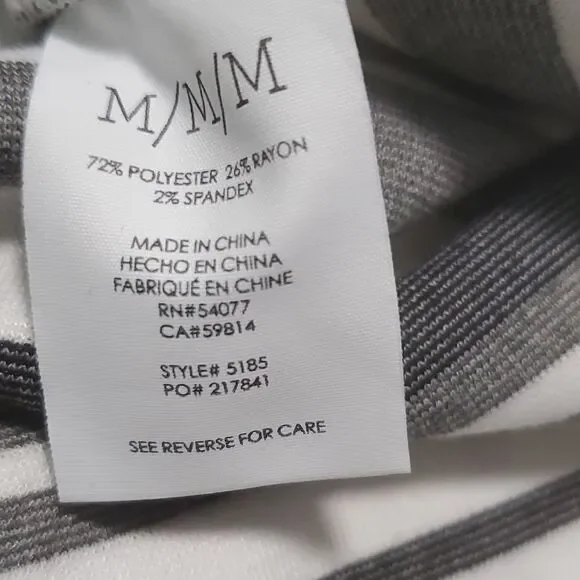 M/M/M
72% POLYESTER 26% RAYON
2% SPANDEX
MADE IN CHINA
HECHO EN CHINA
FABRIQUÉ EN CHINE
RN#54077
CA#59814
STYLE# 5185
PO# 217841
SEE REVERSE FOR CARE